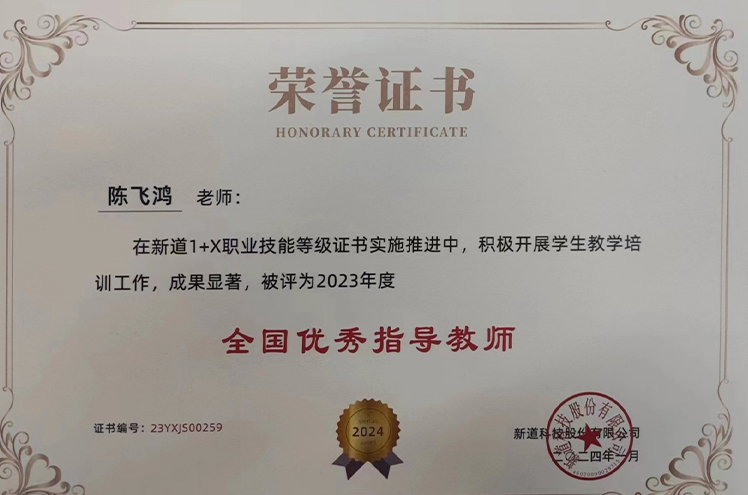 荣誉证书
HONORARY CERTIFICATE
陈飞鸿 老师：
在新道1+X职业技能等级证书实施推进中，积极开展学生教学培
训工作，成果显著，被评为2023年度
全国优秀指导教师
证书编号：23YXJS00259
2024
新道科技股份有限公司
二〇二四年一月